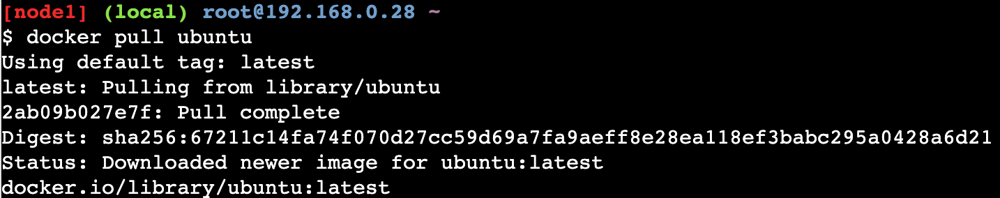 [node1] (local) root@192.168.0.28 ~
$ docker pull ubuntu
Using default tag: latest
latest: Pulling from library/ubuntu
2ab09b027e7f: Pull complete
Digest: sha256:67211c14fa74f070d27cc59d69a7fa9aeff8e28ea118ef3babc295a0428a6d21
Status: Downloaded newer image for ubuntu:latest
docker.io/library/ubuntu:latest